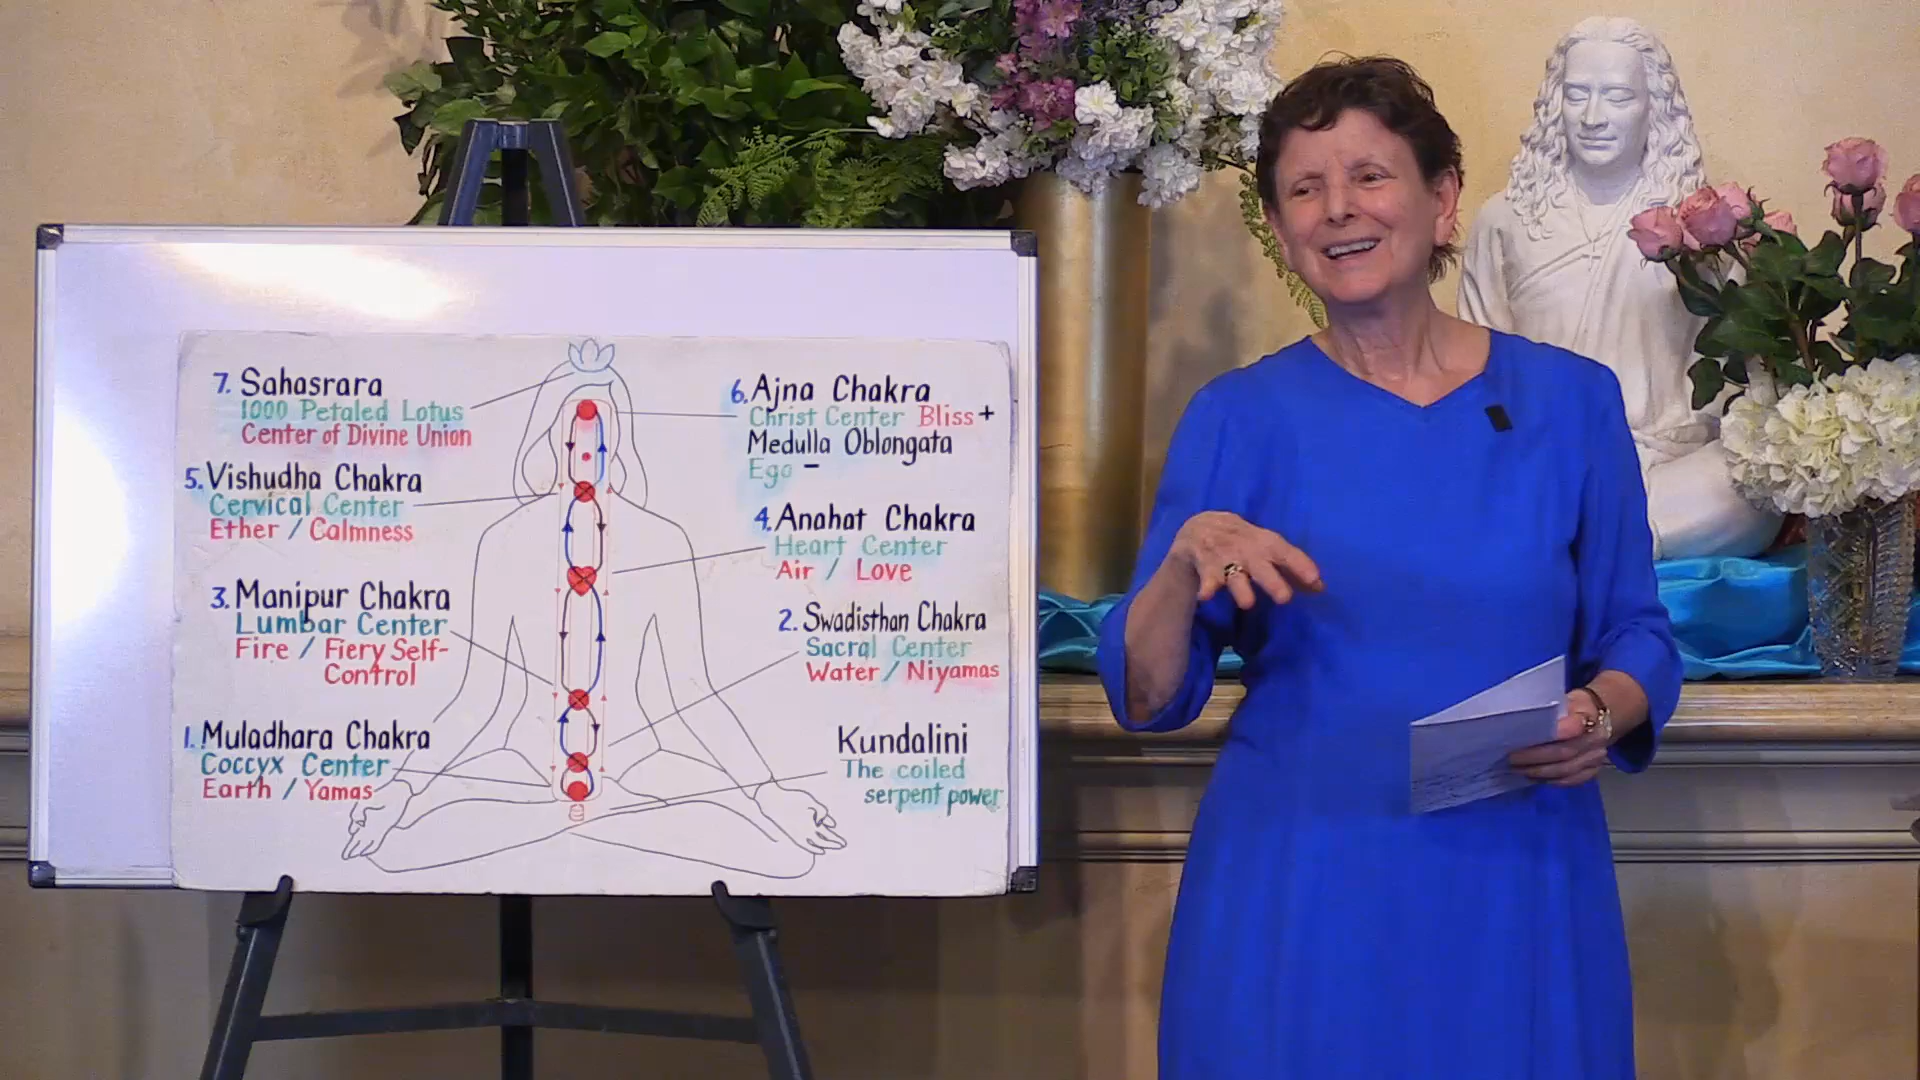 7. Sahasrara
1000 Petaled Lotus
Center of Divine Union
6. Ajna Chakra
Christ Center Bliss +
Medulla Oblongata
Ego −
5. Vishudha Chakra
Cervical Center
Ether / Calmness
4. Anahat Chakra
Heart Center
Air / Love
3. Manipur Chakra
Lumbar Center
Fire / Fiery Self-
Control
2. Swadisthan Chakra
Sacral Center
Water / Niyamas
1. Muladhara Chakra
Coccyx Center
Earth / Yamas
Kundalini
The coiled
serpent power